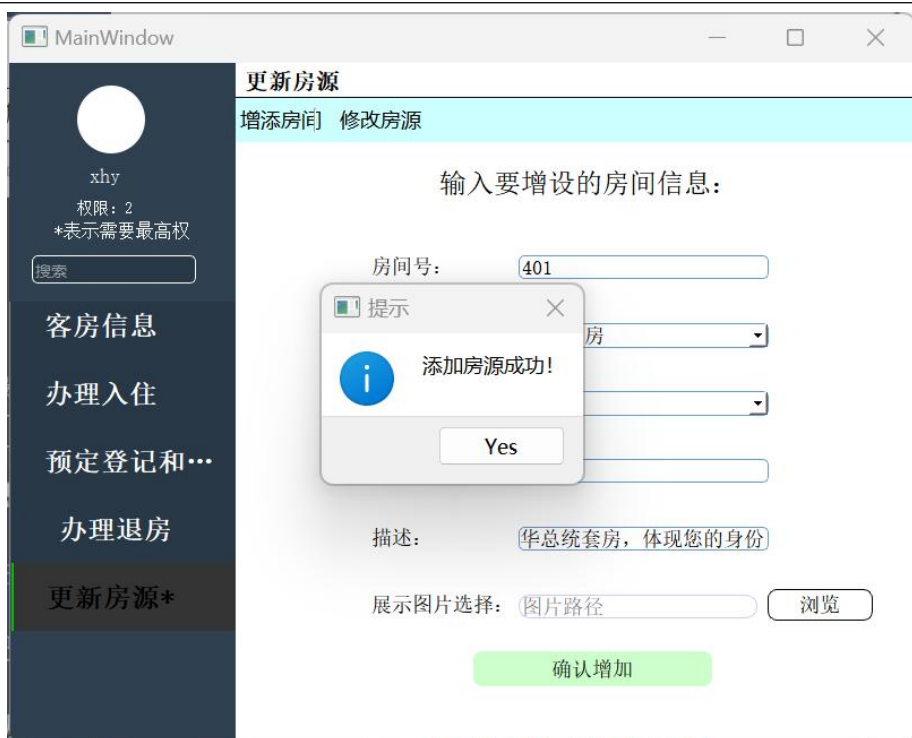 MainWindow
更新房源
增添房间 修改房源
xhy
权限：2
*表示需要最高权
搜索
客房信息
办理入住
预定登记和…
办理退房
更新房源*
输入要增设的房间信息：
房间号： 401
提示
房
添加房源成功！
Yes
描述： 华总统套房，体现您的身份
展示图片选择： 图片路径 浏览
确认增加